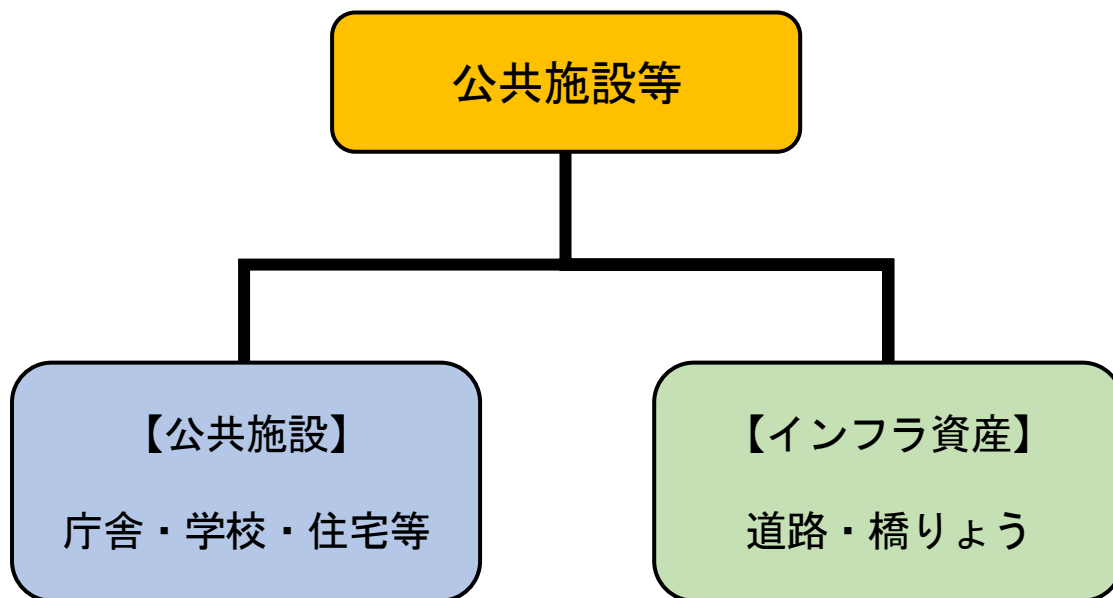 公共施設等
【公共施設】
庁舎・学校・住宅等
【インフラ資産】
道路・橋りょう